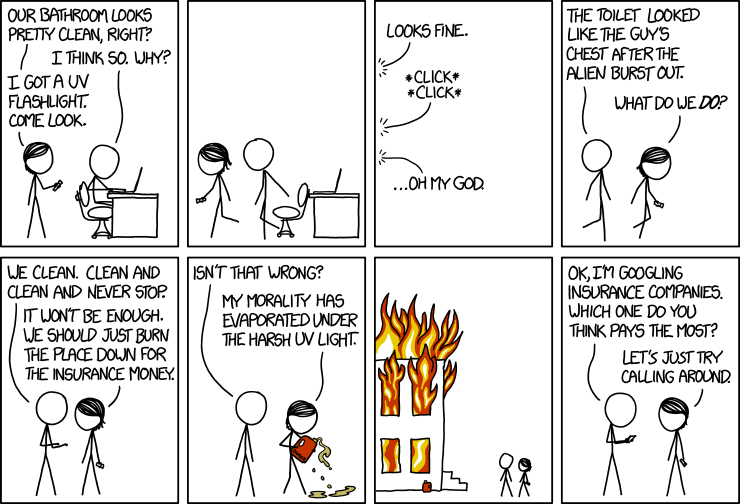 OUR BATHROOM LOOKS
PRETTY CLEAN, RIGHT?
I THINK SO. WHY?
I GOT A UV
FLASHLIGHT.
COME LOOK.
LOOKS FINE.
*CLICK*
*CLICK*
...OH MY GOD.
THE TOILET LOOKED
LIKE THE GUY'S
CHEST AFTER THE
ALIEN BURST OUT.
WHAT DO WE DO?
WE CLEAN. CLEAN AND
CLEAN AND NEVER STOP.
IT WON'T BE ENOUGH.
WE SHOULD JUST BURN
THE PLACE DOWN FOR
THE INSURANCE MONEY.
ISN'T THAT WRONG?
MY MORALITY HAS
EVAPORATED UNDER
THE HARSH UV LIGHT.
OK, I'M GOOGLING
INSURANCE COMPANIES.
WHICH ONE DO YOU
THINK PAYS THE MOST?
LET'S JUST TRY
CALLING AROUND.